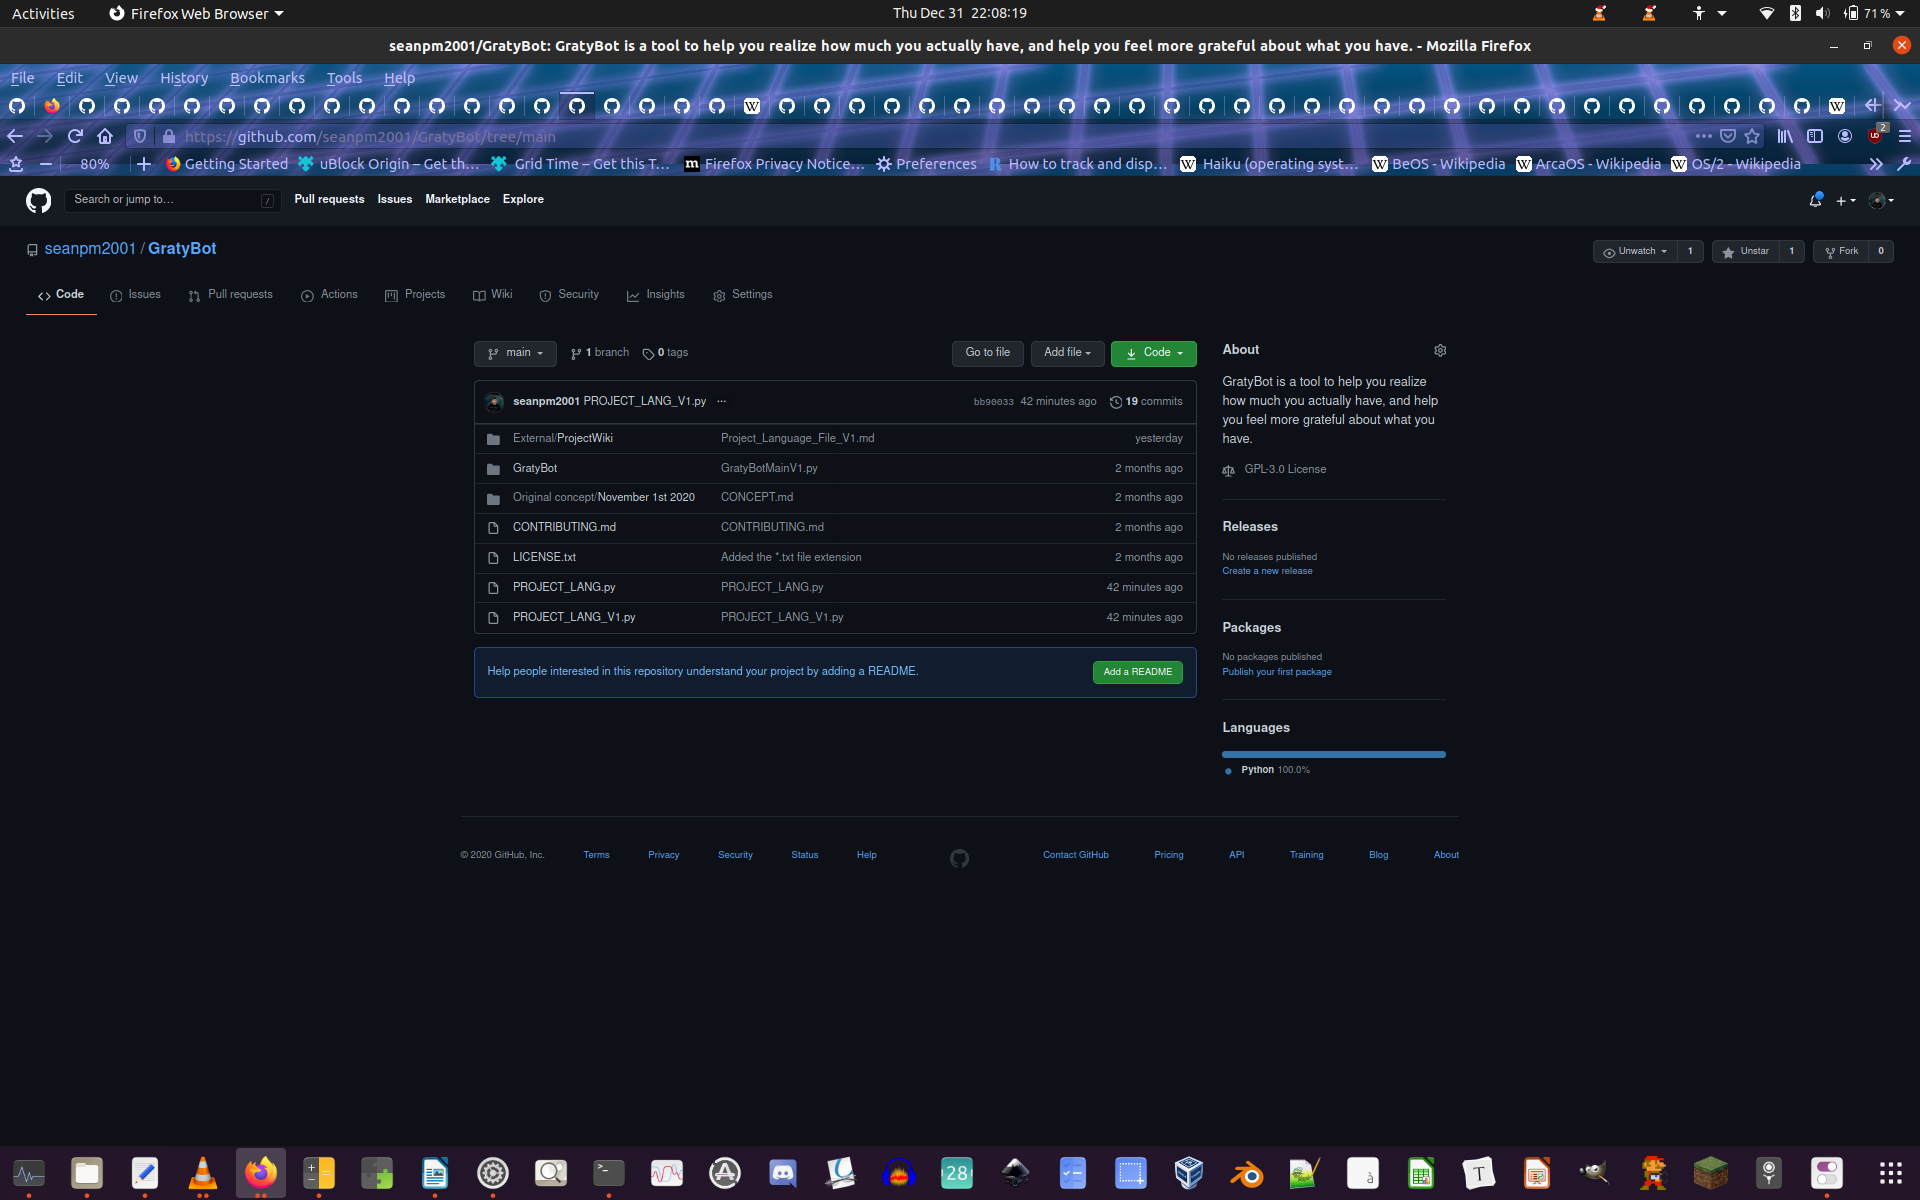 Activities Firefox Web Browser Thu Dec 31 22:08:19 71 %
seanpm2001/GratyBot: GratyBot is a tool to help you realize how much you actually have, and help you feel more grateful about what you have. - Mozilla Firefox
File Edit View History Bookmarks Tools Help
https://github.com/seanpm2001/GratyBot/tree/main 2
80% Getting Started uBlock Origin – Get th… Grid Time – Get this T… Firefox Privacy Notice… Preferences How to track and disp… Haiku (operating syst… BeOS - Wikipedia ArcaOS - Wikipedia OS/2 - Wikipedia
Search or jump to… / Pull requests Issues Marketplace Explore
seanpm2001 / GratyBot Unwatch 1 Unstar 1 Fork 0
Code Issues Pull requests Actions Projects Wiki Security Insights Settings
main 1 branch 0 tags Go to file Add file Code
seanpm2001 PROJECT_LANG_V1.py … bb90033 42 minutes ago 19 commits
External/ProjectWiki Project_Language_File_V1.md yesterday
GratyBot GratyBotMainV1.py 2 months ago
Original concept/November 1st 2020 CONCEPT.md 2 months ago
CONTRIBUTING.md CONTRIBUTING.md 2 months ago
LICENSE.txt Added the *.txt file extension 2 months ago
PROJECT_LANG.py PROJECT_LANG.py 42 minutes ago
PROJECT_LANG_V1.py PROJECT_LANG_V1.py 42 minutes ago
Help people interested in this repository understand your project by adding a README. Add a README
About
GratyBot is a tool to help you realize
how much you actually have, and help
you feel more grateful about what you
have.
GPL-3.0 License
Releases
No releases published
Create a new release
Packages
No packages published
Publish your first package
Languages
Python 100.0%
© 2020 GitHub, Inc. Terms Privacy Security Status Help Contact GitHub Pricing API Training Blog About
28